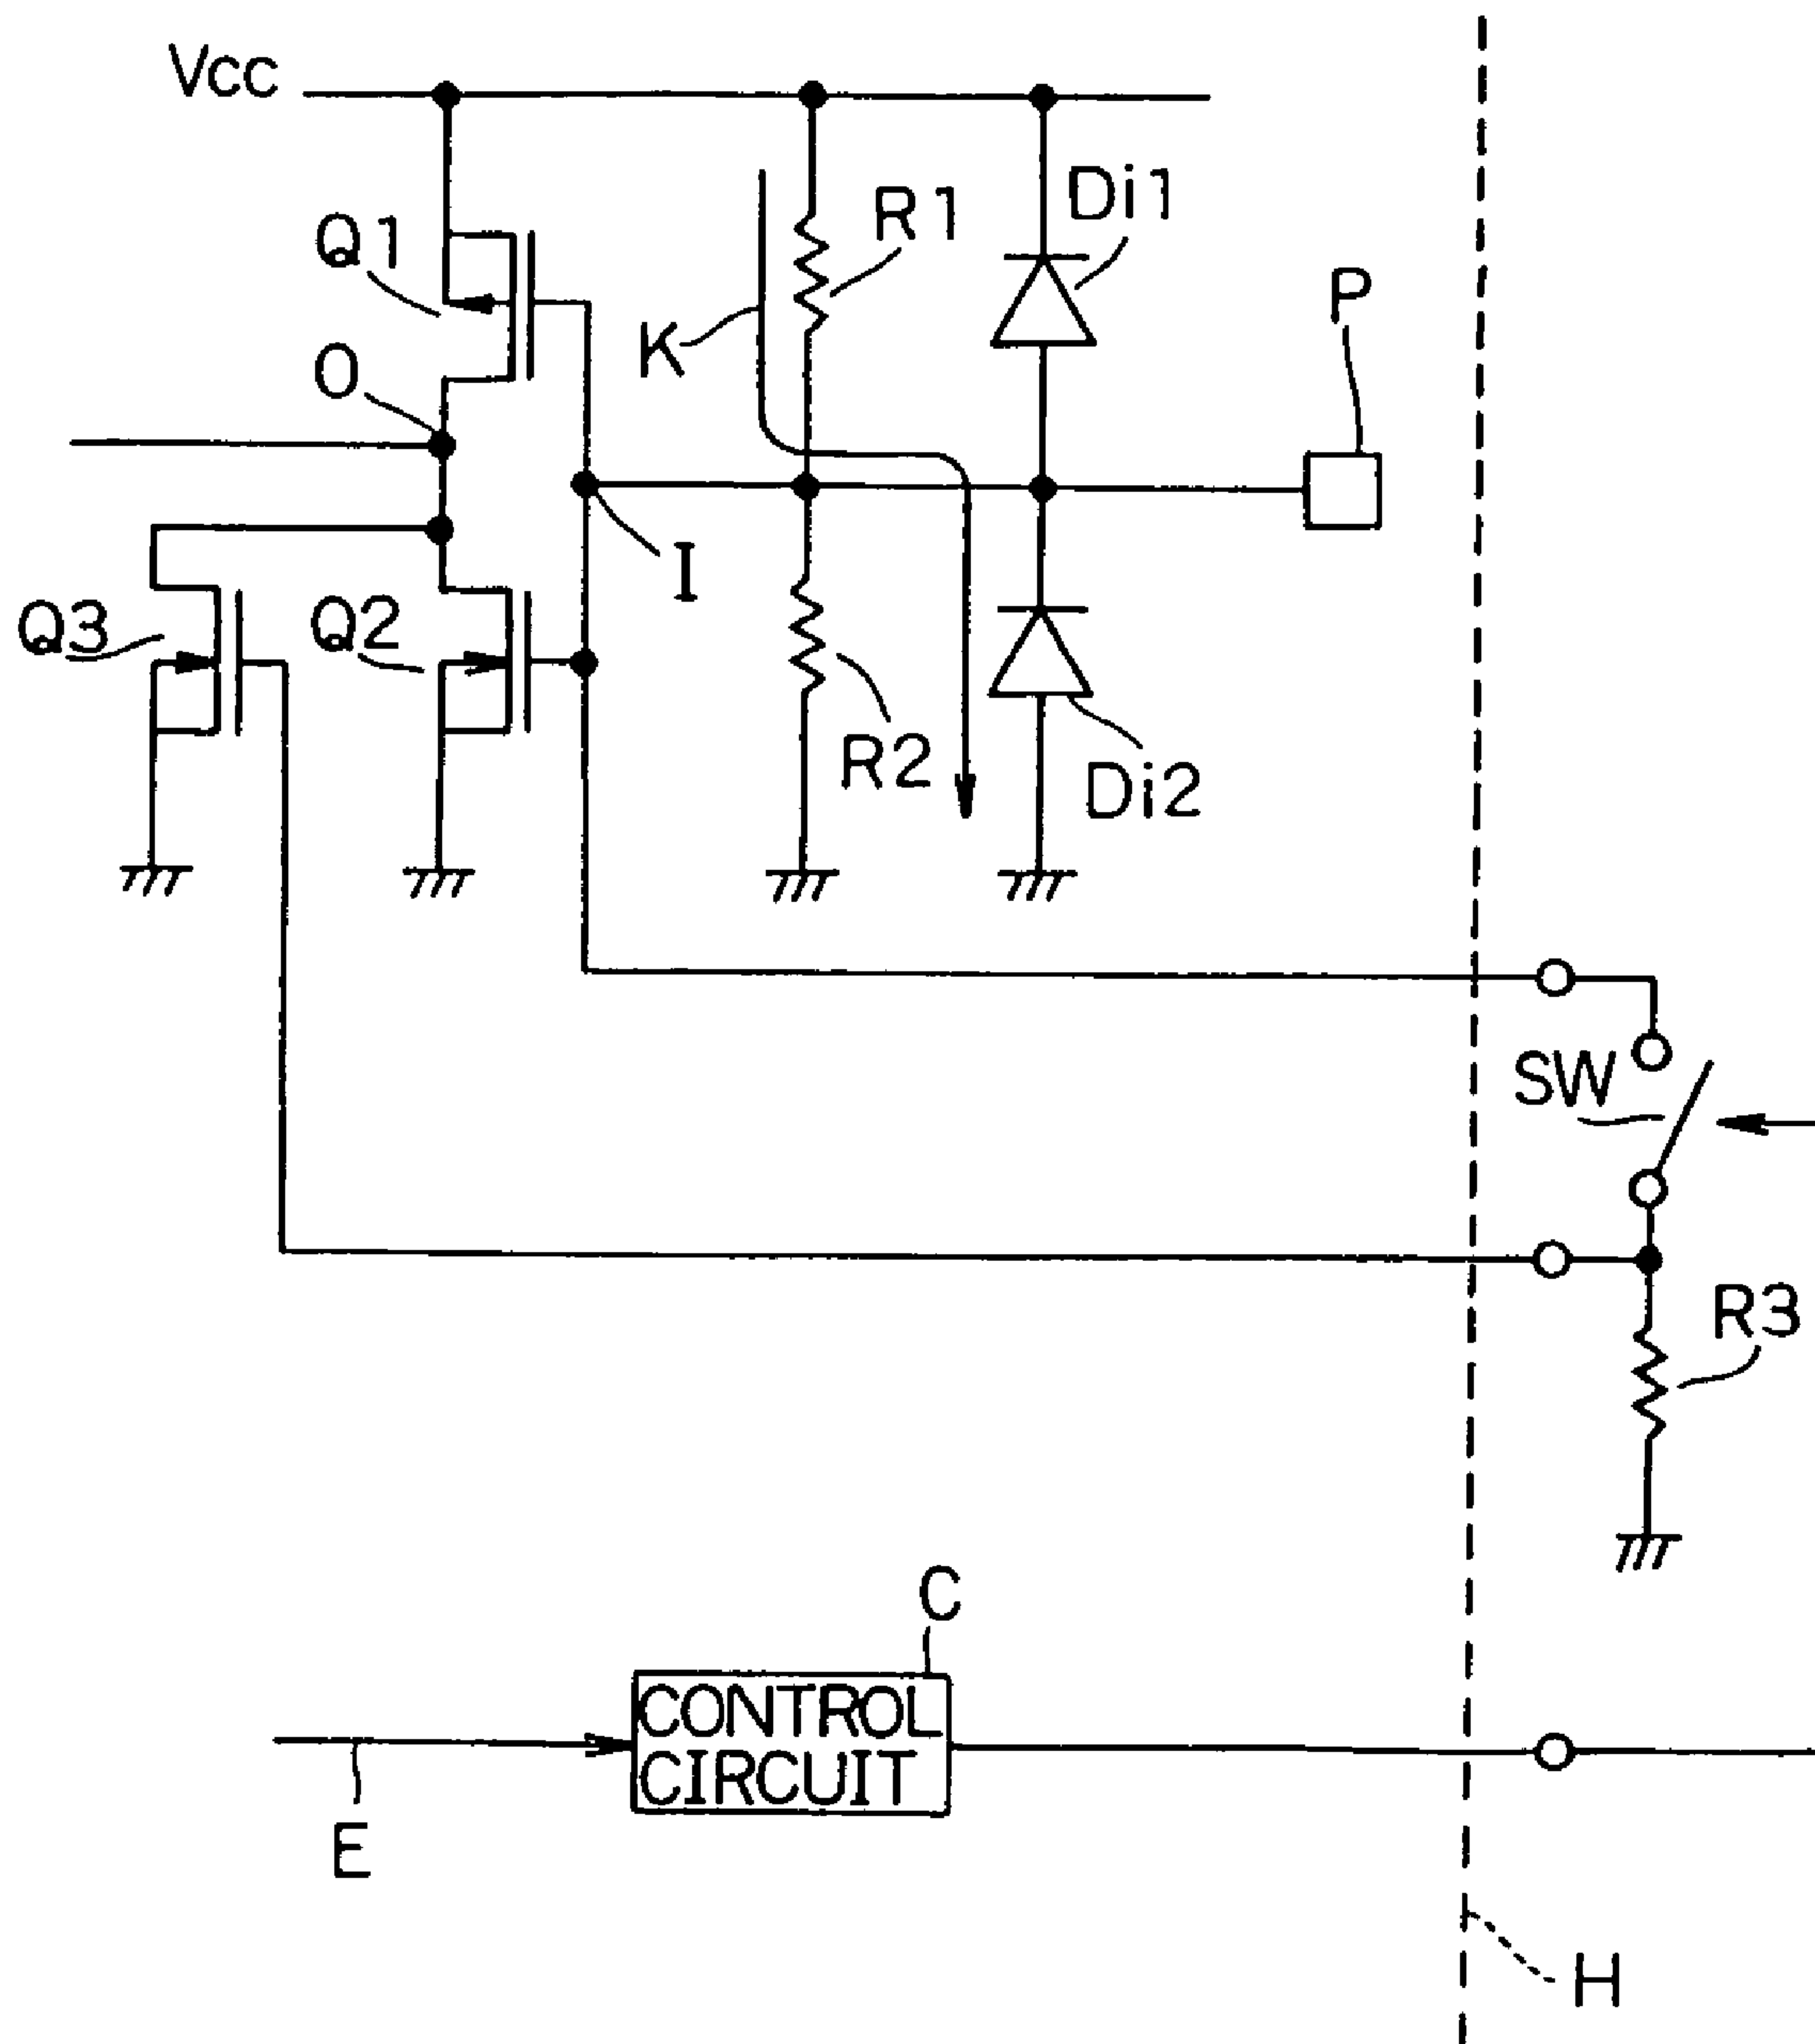 Vcc
Q1
R1
Di1
K
P
O
I
Q3
Q2
R2
Di2
SW
R3
C
CONTROL
CIRCUIT
E
H